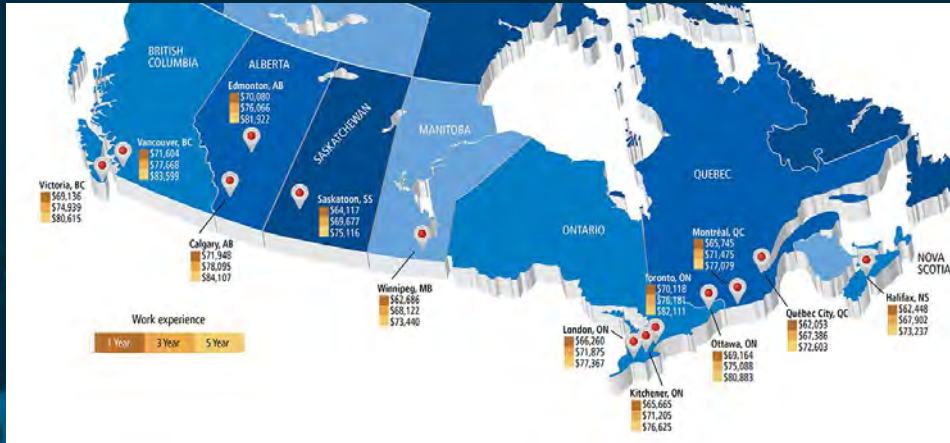 BRITISH
COLUMBIA
ALBERTA
Edmonton, AB
$70,080
$76,066
$81,922
SASKATCHEWAN
MANITOBA
Vancouver, BC
$71,604
$77,668
$83,599
Victoria, BC
$69,136
$74,939
$80,615
Saskatoon, SS
$64,117
$69,677
$75,116
Calgary, AB
$71,948
$78,095
$84,107
Winnipeg, MB
$62,686
$68,122
$73,440
ONTARIO
QUEBEC
Montréal, QC
$65,745
$71,475
$77,079
Toronto, ON
$70,118
$76,181
$82,111
NOVA
SCOTIA
Halifax, NS
$62,448
$67,902
$73,237
Québec City, QC
$62,053
$67,386
$72,603
London, ON
$66,260
$71,875
$77,367
Ottawa, ON
$69,164
$75,088
$80,883
Kitchener, ON
$65,665
$71,205
$76,625
Work experience
1 Year 3 Year 5 Year